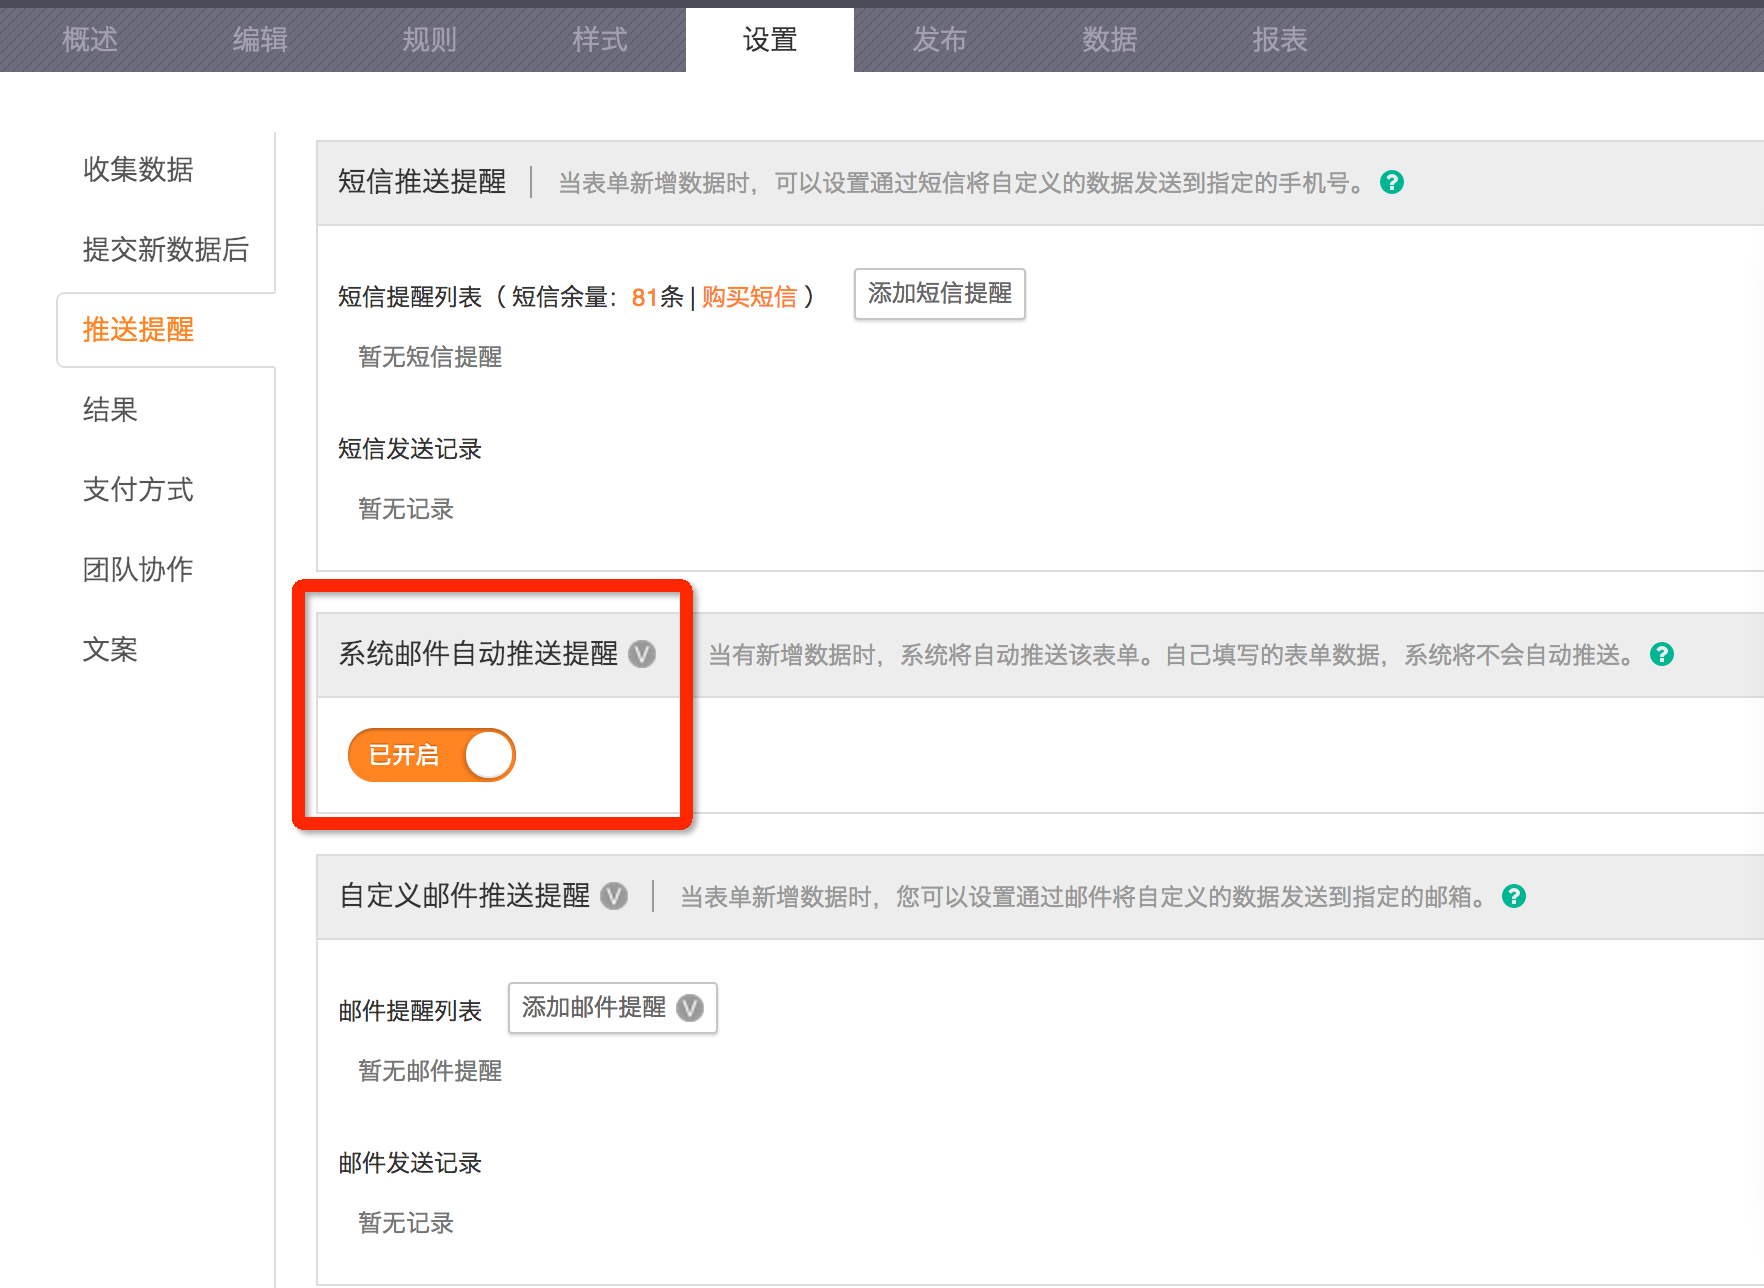 概述 编辑 规则 样式 设置 发布 数据 报表
收集数据
提交新数据后
推送提醒
结果
支付方式
团队协作
文案
短信推送提醒 | 当表单新增数据时，可以设置通过短信将自定义的数据发送到指定的手机号。 ?
短信提醒列表（短信余量：81条 | 购买短信） 添加短信提醒
暂无短信提醒
短信发送记录
暂无记录
系统邮件自动推送提醒 V 当有新增数据时，系统将自动推送该表单。自己填写的表单数据，系统将不会自动推送。 ?
已开启
自定义邮件推送提醒 V | 当表单新增数据时，您可以设置通过邮件将自定义的数据发送到指定的邮箱。 ?
邮件提醒列表 添加邮件提醒 V
暂无邮件提醒
邮件发送记录
暂无记录